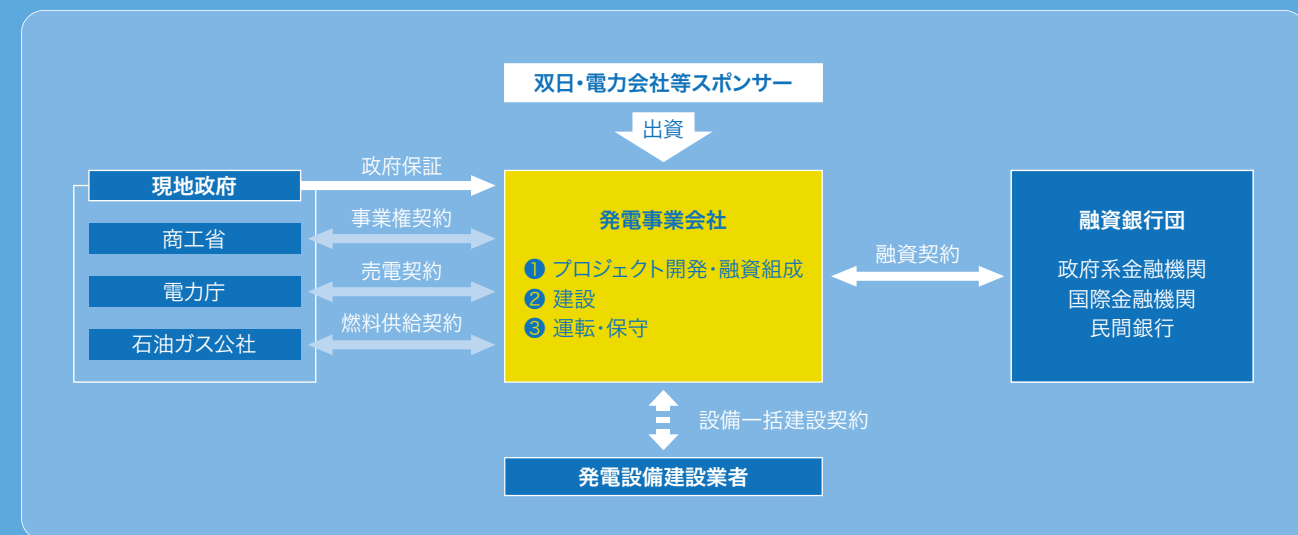 双日・電力会社等スポンサー
出資
現地政府
政府保証
商工省
事業権契約
電力庁
売電契約
石油ガス公社
燃料供給契約
発電事業会社
❶ プロジェクト開発・融資組成
❷ 建設
❸ 運転・保守
融資契約
融資銀行団
政府系金融機関
国際金融機関
民間銀行
設備一括建設契約
発電設備建設業者